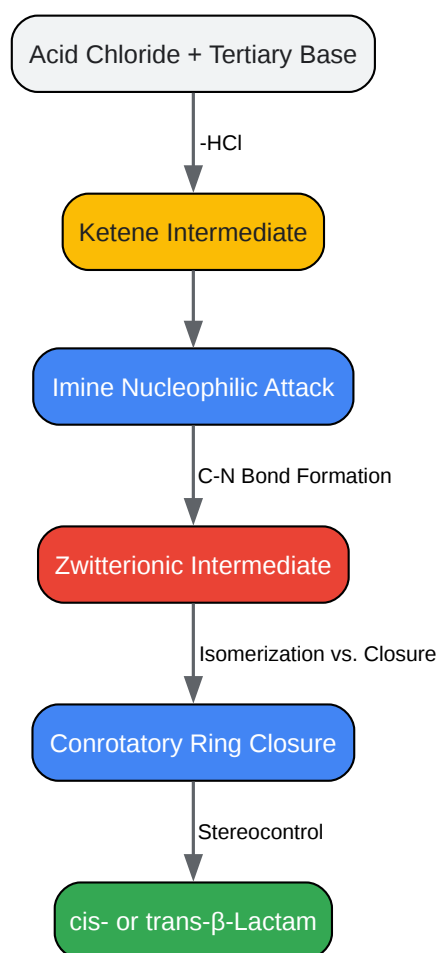 Acid Chloride + Tertiary Base
-HCl
Ketene Intermediate
Imine Nucleophilic Attack
C-N Bond Formation
Zwitterionic Intermediate
Isomerization vs. Closure
Conrotatory Ring Closure
Stereocontrol
cis- or trans-β-Lactam